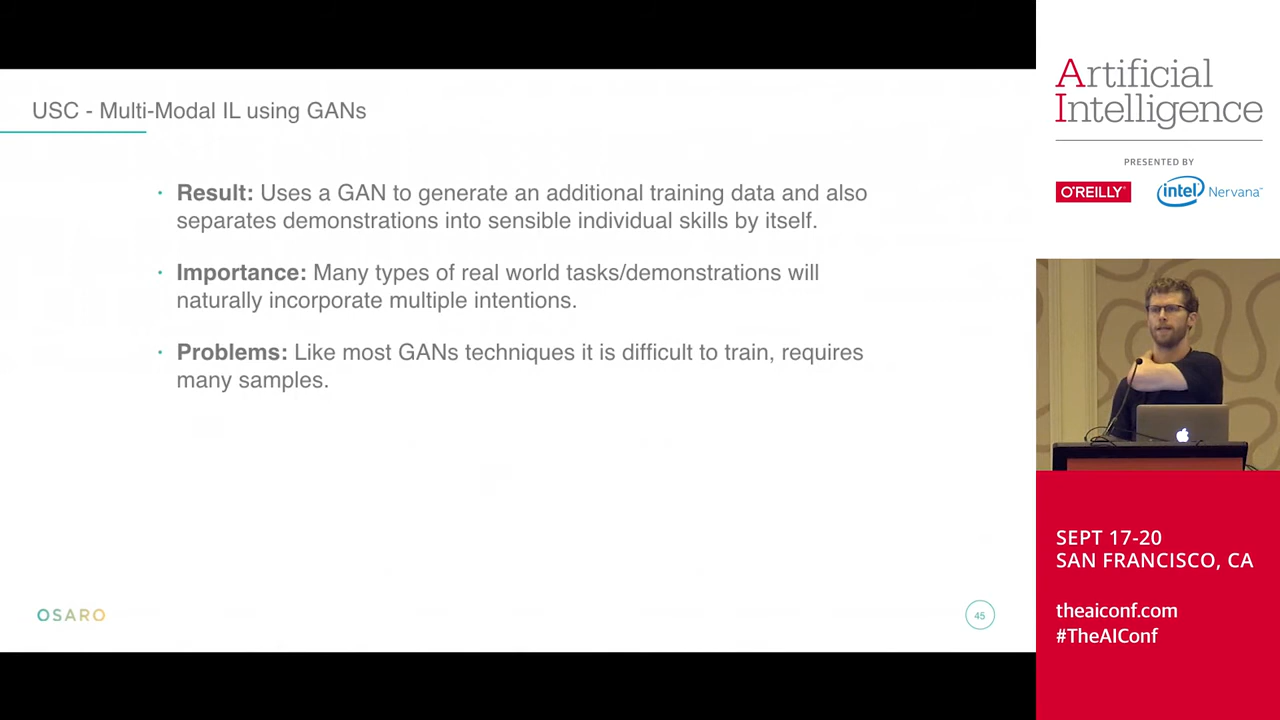 USC - Multi-Modal IL using GANs
· Result: Uses a GAN to generate an additional training data and also
separates demonstrations into sensible individual skills by itself.
· Importance: Many types of real world tasks/demonstrations will
naturally incorporate multiple intentions.
· Problems: Like most GANs techniques it is difficult to train, requires
many samples.
OSARO
45
Artificial
Intelligence
PRESENTED BY
O'REILLY®
intel Nervana™
SEPT 17-20
SAN FRANCISCO, CA
theaiconf.com
#TheAIConf